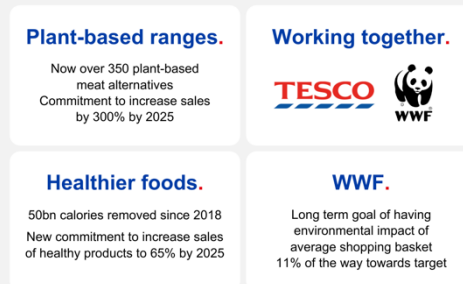 Plant-based ranges.
Now over 350 plant-based
meat alternatives
Commitment to increase sales
by 300% by 2025
Working together.
TESCO
WWF
Healthier foods.
50bn calories removed since 2018
New commitment to increase sales
of healthy products to 65% by 2025
WWF.
Long term goal of having
environmental impact of
average shopping basket
11% of the way towards target